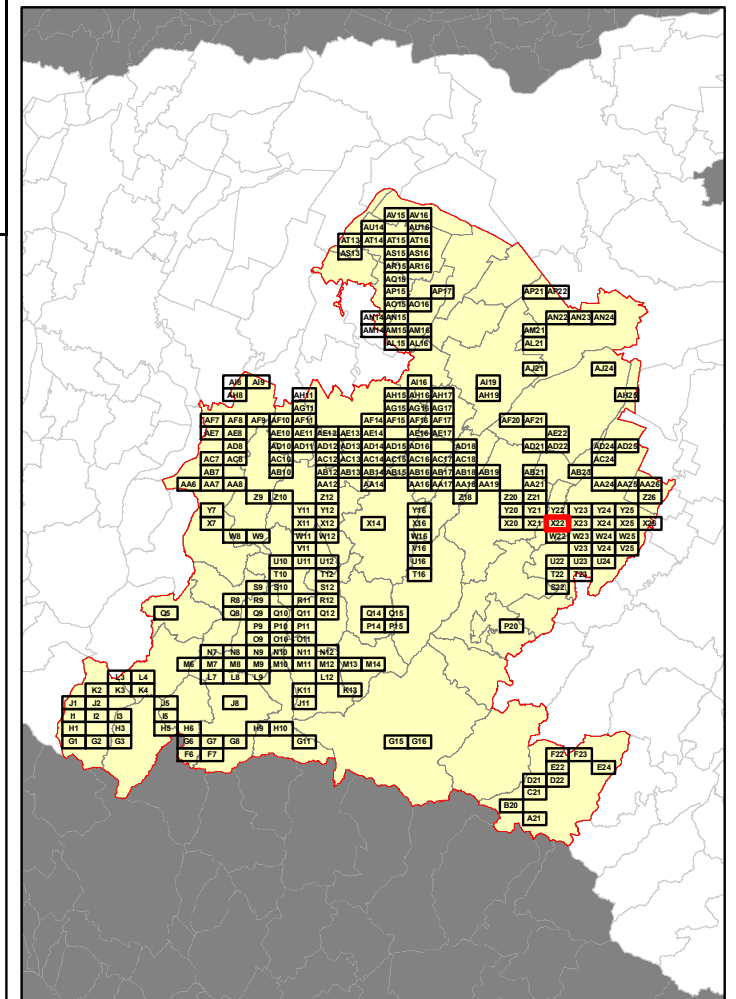 AV15 AV16
AU14 AU16
AT13 AT14 AT15 AT16
AS13 AS15 AS16
AR15 AR16
AQ15
AP15 AP17 AP21 AP22
AO15 AO16
AN14 AN15 AN22 AN23 AN24
AM14 AM15 AM16 AM21
AL15 AL16 AL21
AJ21 AJ24
AI8 AI9 AI16 AI19
AH8 AH11 AH15 AH16 AH17 AH19 AH25
AG11 AG15 AG16 AG17
AF7 AF8 AF9 AF10 AF11 AF14 AF15 AF16 AF17 AF20 AF21
AE7 AE8 AE10 AE11 AE12 AE13 AE14 AE16 AE17 AE22
AD8 AD10 AD11 AD12 AD13 AD14 AD15 AD16 AD18 AD21 AD22 AD24 AD25
AC7 AC8 AC10 AC12 AC13 AC14 AC15 AC16 AC17 AC18 AC24
AB7 AB10 AB12 AB13 AB14 AB15 AB16 AB17 AB18 AB19 AB21 AB23
AA6 AA7 AA8 AA12 AA14 AA16 AA17 AA18 AA19 AA21 AA24 AA25 AA26
Z9 Z10 Z12 Z18 Z20 Z21 Z26
Y7 Y11 Y12 Y16 Y20 Y21 Y22 Y23 Y24 Y25
X7 X11 X12 X14 X16 X20 X21 X22 X23 X24 X25 X26
W8 W9 W11 W12 W16 W22 W23 W24 W25
V11 V16 V23 V24 V25
U10 U11 U12 U16 U22 U23 U24
T10 T12 T16 T22 T23
S9 S10 S12 S22
R8 R9 R11 R12
Q5 Q8 Q9 Q10 Q11 Q12 Q14 Q15
P9 P10 P11 P14 P15 P20
O9 O10 O11
N7 N8 N9 N10 N11 N12
M6 M7 M8 M9 M10 M11 M12 M13 M14
L3 L4 L7 L8 L9 L12
K2 K3 K4 K11 K13
J1 J2 J5 J8 J11
I1 I2 I3 I5
H1 H3 H5 H6 H9 H10
G1 G2 G3 G6 G7 G8 G11 G15 G16
F6 F7 F22 F23
E22 E24
D21 D22
C21
B20
A21